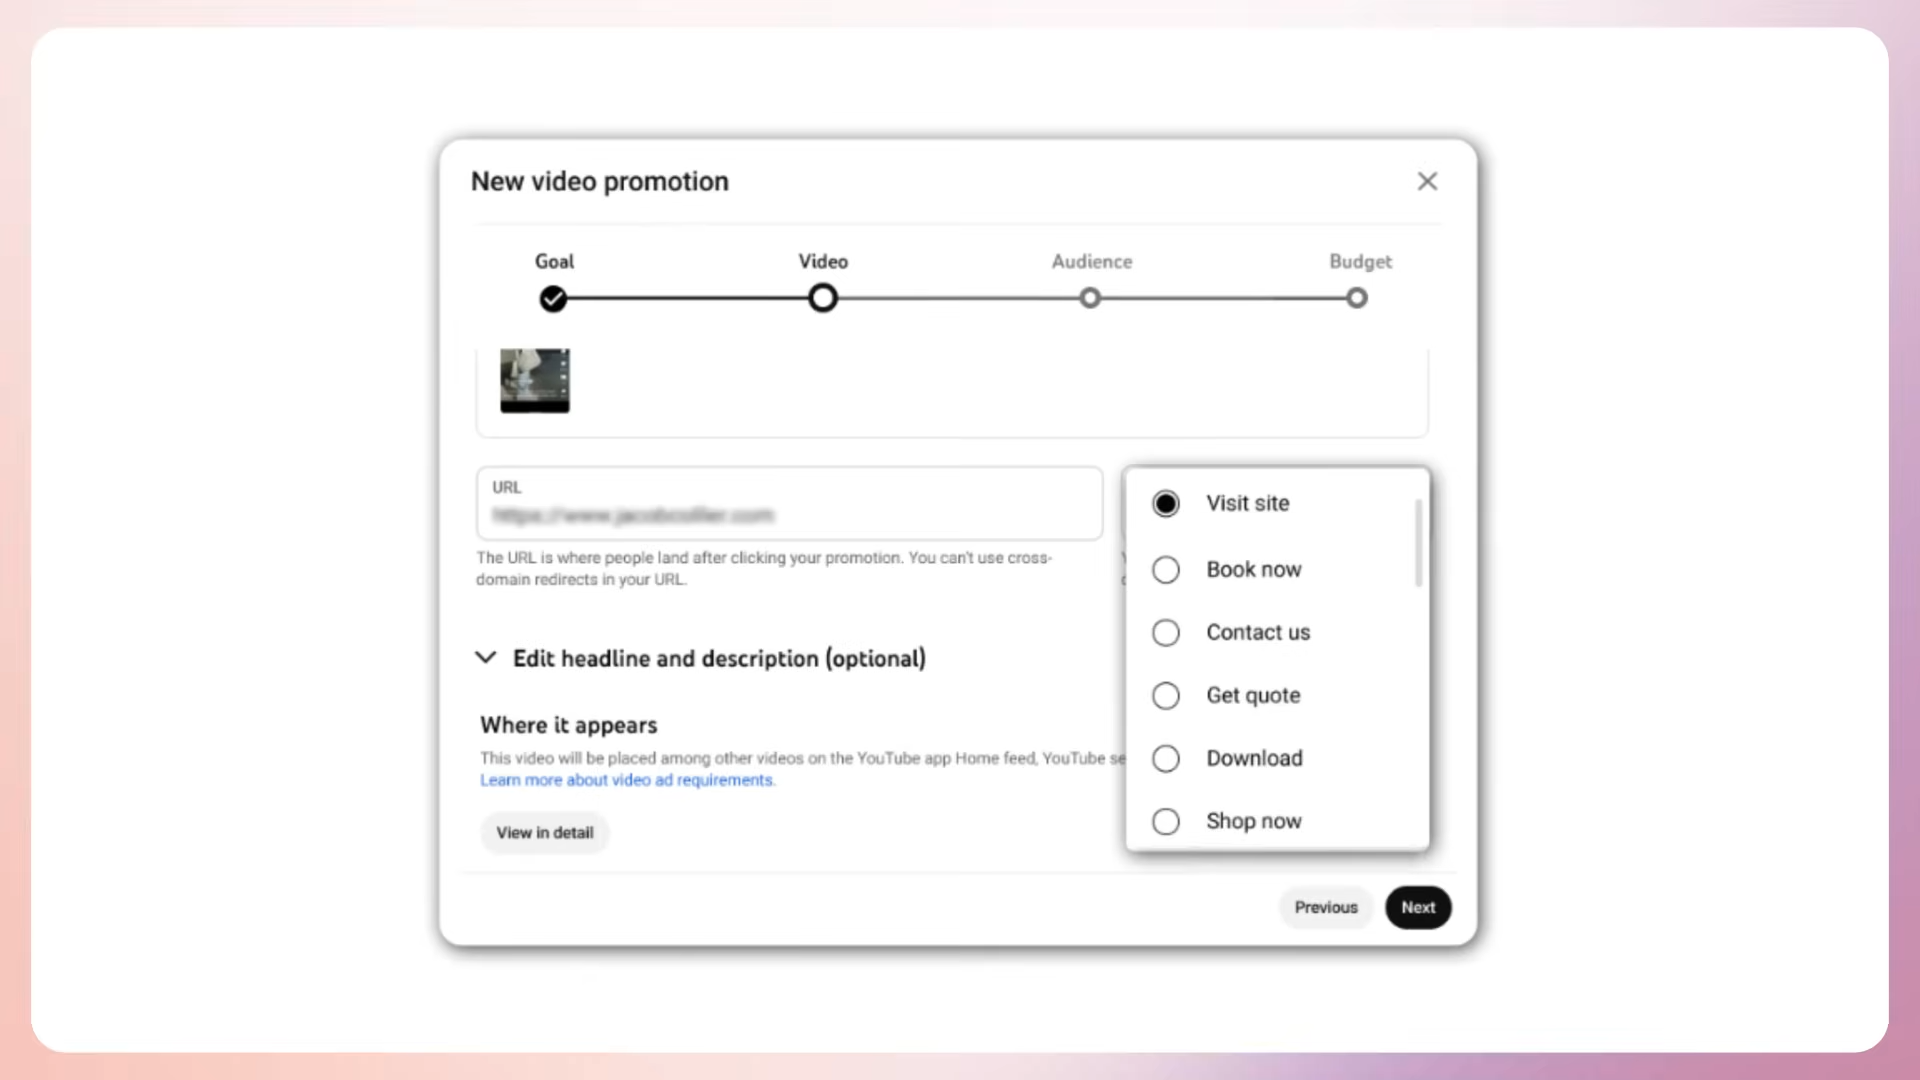 New video promotion
Goal
Video
Audience
Budget
URL
The URL is where people land after clicking your promotion. You can't use cross-
domain redirects in your URL.
Visit site
Book now
Contact us
Get quote
Download
Shop now
Edit headline and description (optional)
Where it appears
This video will be placed among other videos on the YouTube app Home feed, YouTube se
Learn more about video ad requirements.
View in detail
Previous
Next